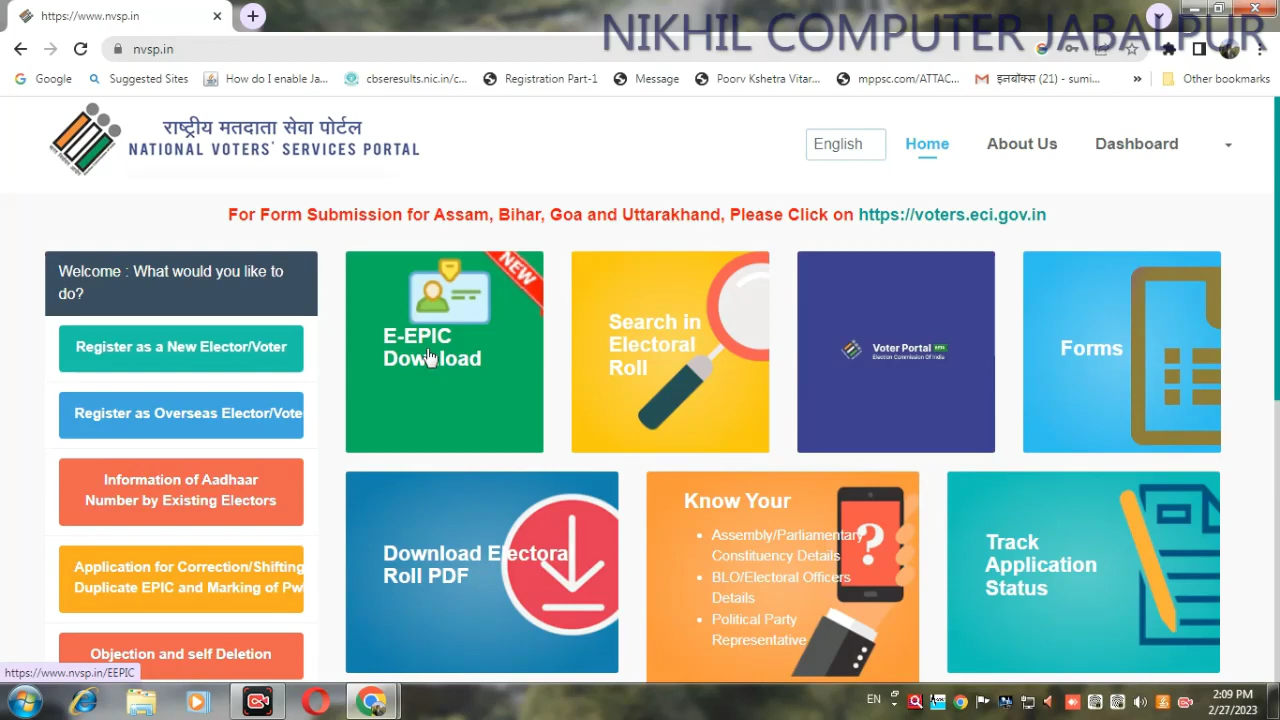 https://www.nvsp.in
NIKHIL COMPUTER JABALPUR
nvsp.in
Google
Suggested Sites
How do I enable Ja...
cbseresults.nic.in/c...
Registration Part-1
Message
Poorv Kshetra Vitar...
mppsc.com/ATTAC...
इनबॉक्स (21) - sumi...
»
Other bookmarks
राष्ट्रीय मतदाता सेवा पोर्टल
NATIONAL VOTERS' SERVICES PORTAL
English
Home
About Us
Dashboard
For Form Submission for Assam, Bihar, Goa and Uttarakhand, Please Click on https://voters.eci.gov.in
Welcome : What would you like to
do?
Register as a New Elector/Voter
Register as Overseas Elector/Vote
Information of Aadhaar
Number by Existing Electors
Application for Correction/Shifting
Duplicate EPIC and Marking of Pw
Objection and self Deletion
NEW
E-EPIC
Download
Search in
Electoral
Roll
Voter Portal BETA
Election Commission Of India
Forms
Download Electora
Roll PDF
Know Your
• Assembly/Parliamentary
Constituency Details
• BLO/Electoral Officers
Details
• Political Party
Representative
Track
Application
Status
https://www.nvsp.in/EEPIC
EN
2:09 PM
2/27/2023